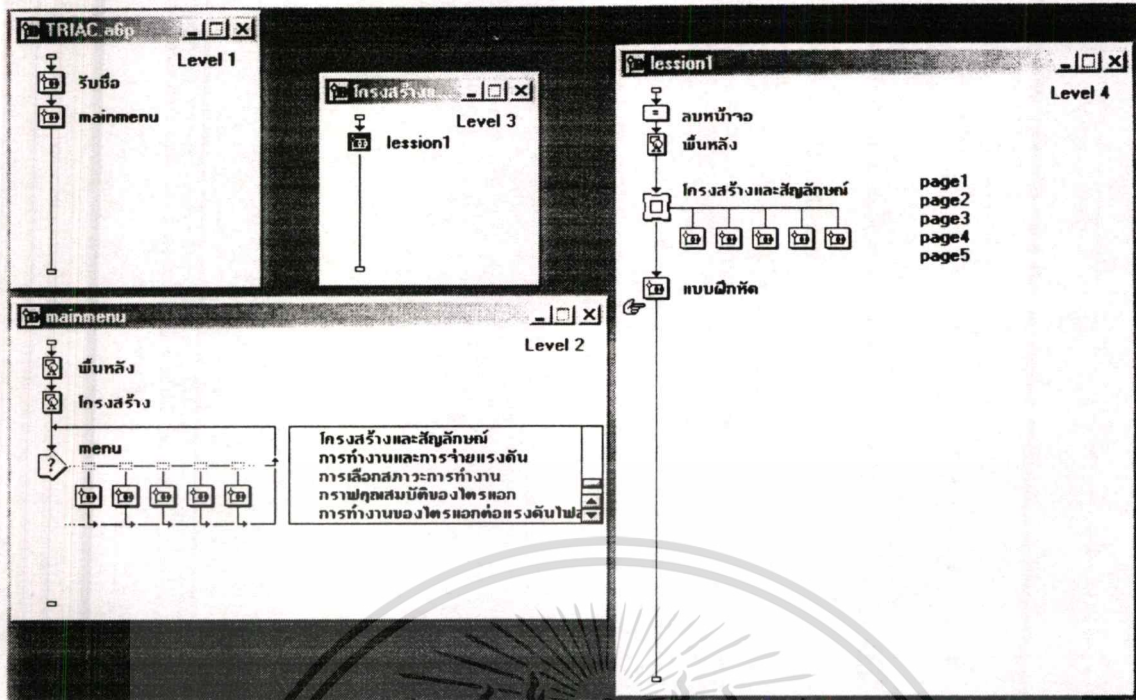 TRIAC.a6p
Level 1
รับชื่อ
mainmenu
โครงสร้างแ...
Level 3
lession1
mainmenu
Level 2
พื้นหลัง
โครงสร้าง
menu
?
โครงสร้างและสัญลักษณ์
การทำงานและการจ่ายแรงดัน
การเลือกสภาวะการทำงาน
กราฟคุณสมบัติของไตรแอก
การทำงานของไตรแอกต่อแรงดันไฟส
lession1
Level 4
=
ลบหน้าจอ
พื้นหลัง
โครงสร้างและสัญลักษณ์
page1
page2
page3
page4
page5
แบบฝึกหัด